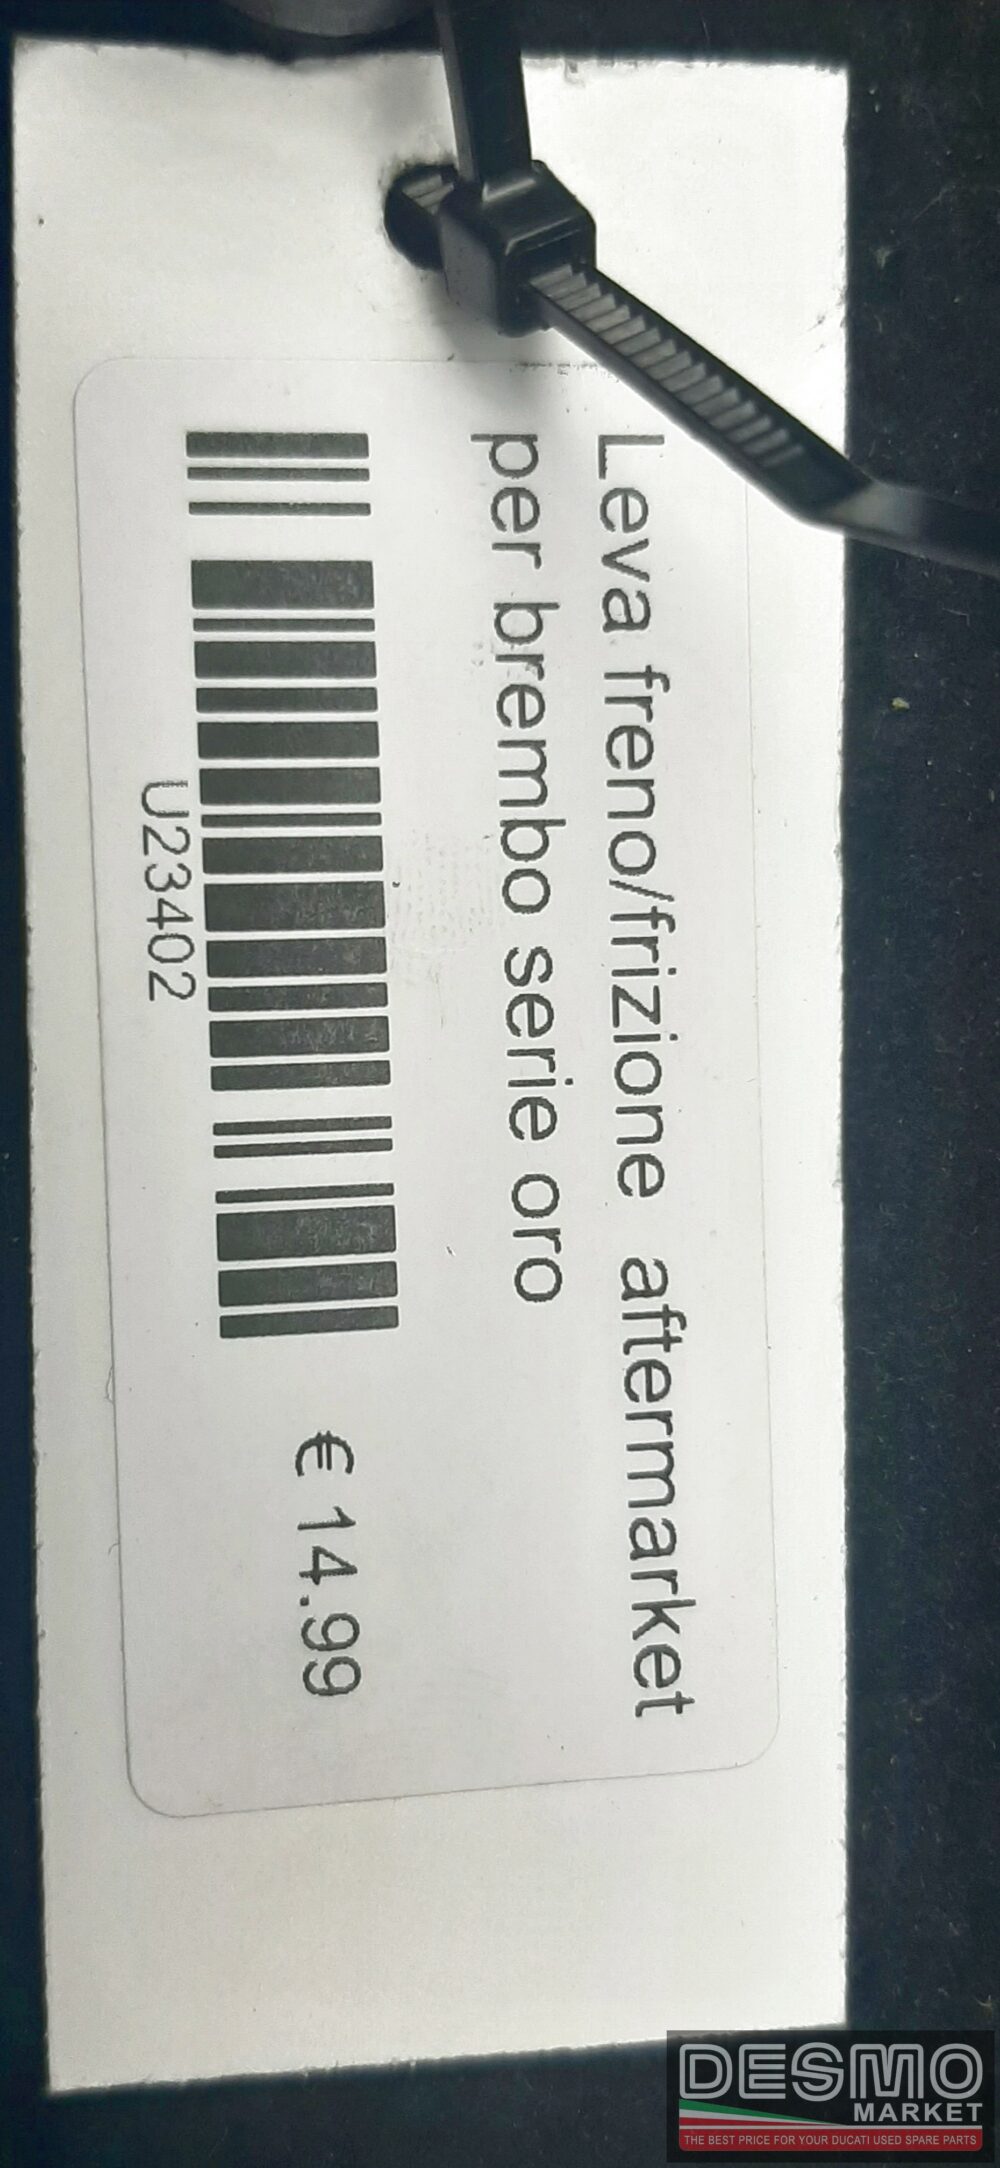 Leva freno/frizione aftermarket
per brembo serie oro
€ 14.99
U23402
DESMO
MARKET
THE BEST PRICE FOR YOUR DUCATI USED SPARE PARTS